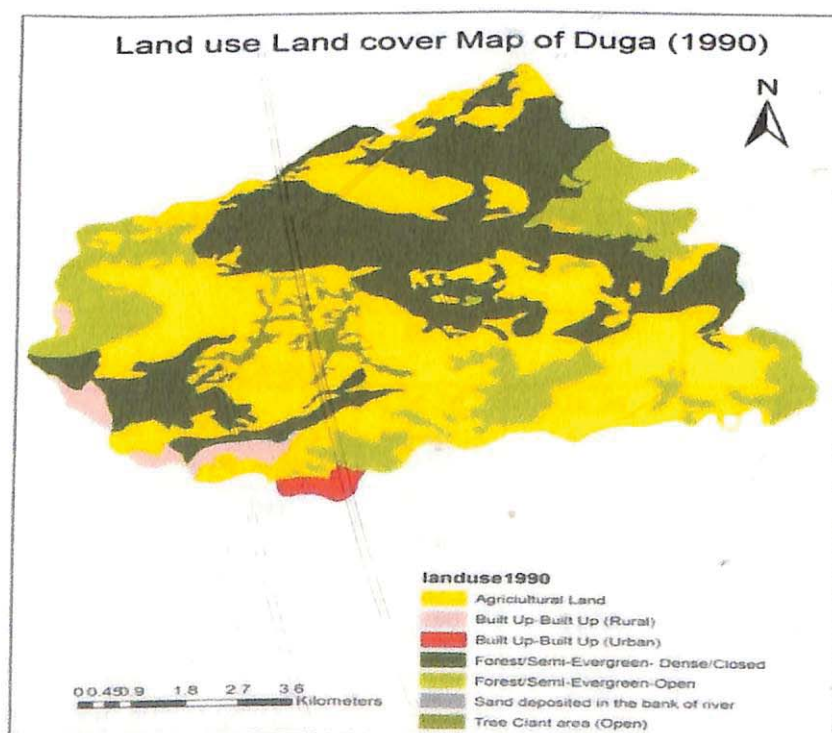 Land use Land cover Map of Duga (1990)
N
landuse1990
Agriclutural Land
Built Up-Built Up (Rural)
Built Up-Built Up (Urban)
Forest/Semi-Evergreen- Dense/Closed
Forest/Semi-Evergreen-Open
Sand deposited in the bank of river
Tree Clant area (Open)
0 0.45 0.9 1.8 2.7 3.6
Kilometers